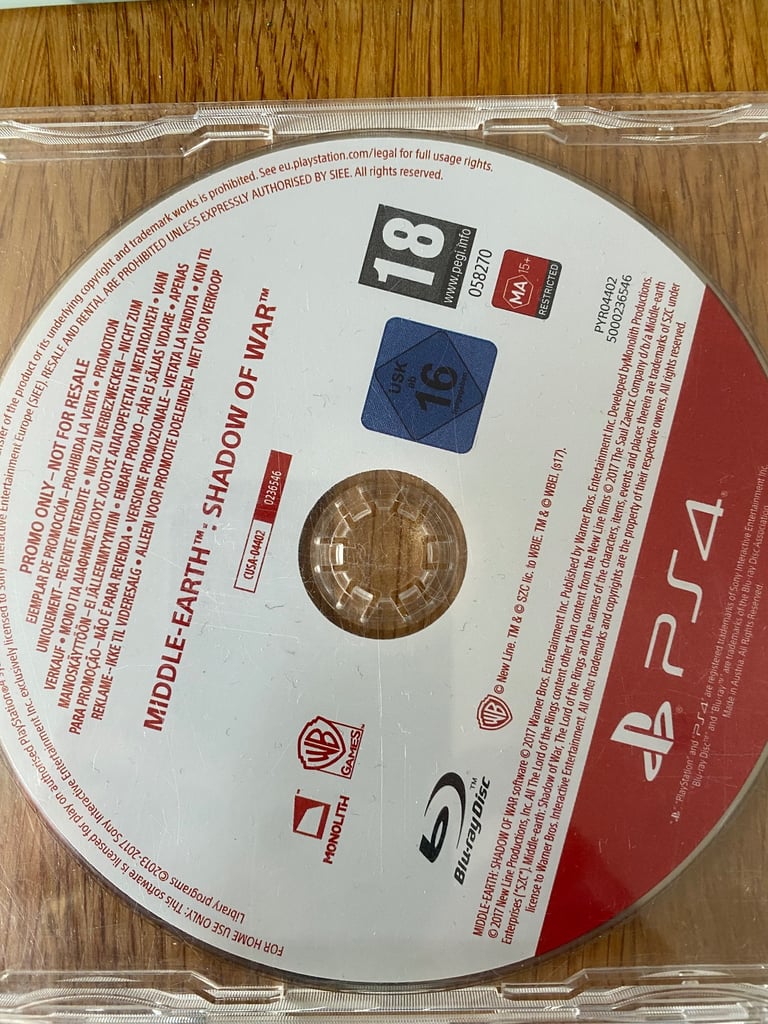 FOR HOME USE ONLY: This software is licensed for play on authorised PlayStation
Library programs ©2013-2017 Sony Interactive Entertainment Inc. exclusively licensed to Sony Interactive Entertainment Europe (SIEE). RESALE AND RENTAL ARE PROHIBITED UNLESS EXPRESSLY AUTHORISED BY SIEE. All rights reserved.
of the product or its underlying copyright and trademark works is prohibited. See eu.playstation.com/legal for full usage rights.
PROMO ONLY – NOT FOR RESALE
EJEMPLAR DE PROMOCIÓN – PROHIBIDA LA VENTA • PROMOTION
UNIQUEMENT – REVENTE INTERDITE • NUR ZU WERBEZWECKEN – NICHT ZUM
VERKAUF • ΜΟΝΟ ΓΙΑ ΔΙΑΦΗΜΙΣΤΙΚΟΥΣ ΛΟΓΟΥΣ ΑΠΑΓΟΡΕΥΕΤΑΙ Η ΜΕΤΑΠΩΛΗΣΗ • VAIN
MAINOSKÄYTTÖÖN – EI JÄLLEENMYYNTIIN • ENBART PROMO – FÅR EJ SÄLJAS VIDARE • APENAS
PARA PROMOÇÃO – NÃO É PARA REVENDA • VERSIONE PROMOZIONALE – VIETATA LA VENDITA • KUN TIL
REKLAME – IKKE TIL VIDERESALG • ALLEEN VOOR PROMOTIE DOELEINDEN – NIET VOOR VERKOOP
MIDDLE-EARTH™: SHADOW OF WAR™
CUSA-04402 0236546
18
www.pegi.info
058270
MA 15+
RESTRICTED
USK
ab
16
PYR04402
5000236546
MONOLITH
WB
GAMES
Blu-ray Disc™
WB © New Line. TM & © SZC lic. to WBIE. TM & © WBEI. (s17).
MIDDLE-EARTH: SHADOW OF WAR software © 2017 Warner Bros. Entertainment Inc. Published by Warner Bros. Entertainment Inc. Developed byMonolith Productions.
© 2017 New Line Productions, Inc. All The Lord of the Rings content other than content from the New Line films © 2017 The Saul Zaentz Company d/b/a Middle-earth
Enterprises ("SZC"). Middle-earth: Shadow of War, The Lord of the Rings and the names of the characters, items, events and places therein are trademarks of SZC under
license to Warner Bros. Interactive Entertainment. All other trademarks and copyrights are the property of their respective owners. All rights reserved.
PS4
"PlayStation" and "PS4" are registered trademarks of Sony Interactive Entertainment Inc.
"Blu-ray Disc™" and "Blu-ray™" are trademarks of the Blu-ray Disc Association.
Made in Austria. All Rights Reserved.